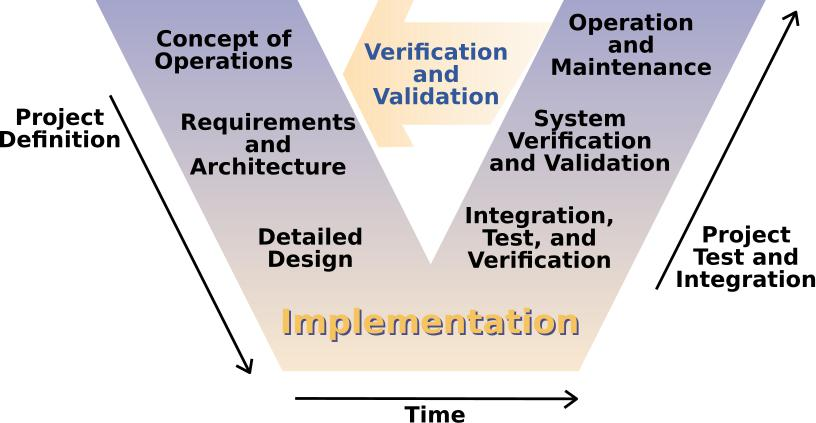 Concept of
Operations
Verification
and
Validation
Operation
and
Maintenance
Project
Definition
Requirements
and
Architecture
System
Verification
and Validation
Detailed
Design
Integration,
Test, and
Verification
Project
Test and
Integration
Implementation
Time